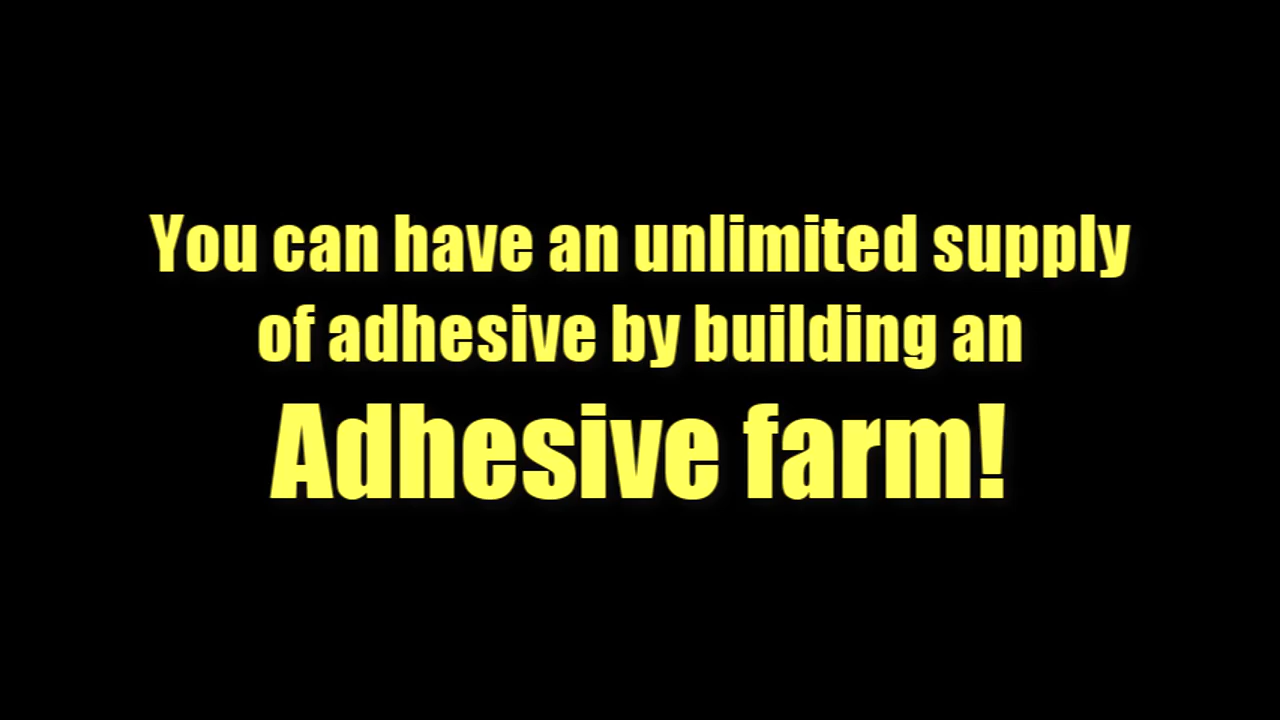 You can have an unlimited supply
of adhesive by building an
Adhesive farm!